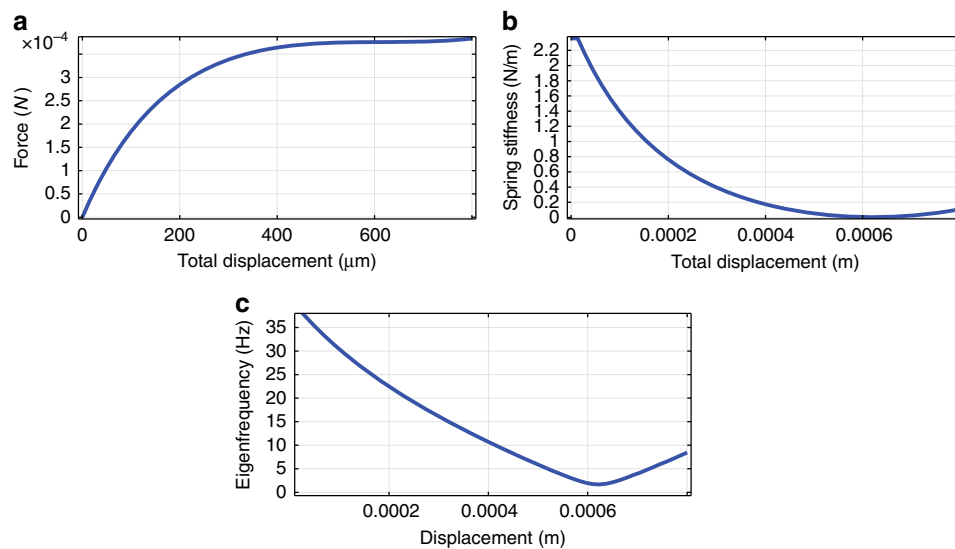 a
×10⁻⁴
3
2.5
2
1.5
1
0.5
0
Force (N)
0 200 400 600
Total displacement (μm)
b
2.2
2
1.8
1.6
1.4
1.2
1
0.8
0.6
0.4
0.2
0
Spring stiffness (N/m)
0 0.0002 0.0004 0.0006
Total displacement (m)
c
35
30
25
20
15
10
5
0
Eigenfrequency (Hz)
0.0002 0.0004 0.0006
Displacement (m)